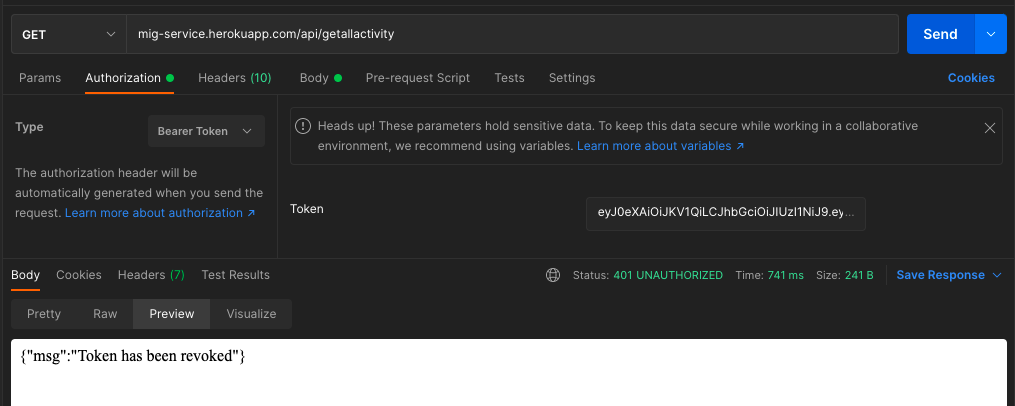 GET
mig-service.herokuapp.com/api/getallactivity
Send
Params
Authorization
Headers (10)
Body
Pre-request Script
Tests
Settings
Cookies
Type
Bearer Token
The authorization header will be
automatically generated when you send the
request. Learn more about authorization ↗
Heads up! These parameters hold sensitive data. To keep this data secure while working in a collaborative
environment, we recommend using variables. Learn more about variables ↗
Token
eyJ0eXAiOiJKV1QiLCJhbGciOiJIUzI1NiJ9.ey...
Body
Cookies
Headers (7)
Test Results
Status: 401 UNAUTHORIZED
Time: 741 ms
Size: 241 B
Save Response
Pretty
Raw
Preview
Visualize
{"msg":"Token has been revoked"}